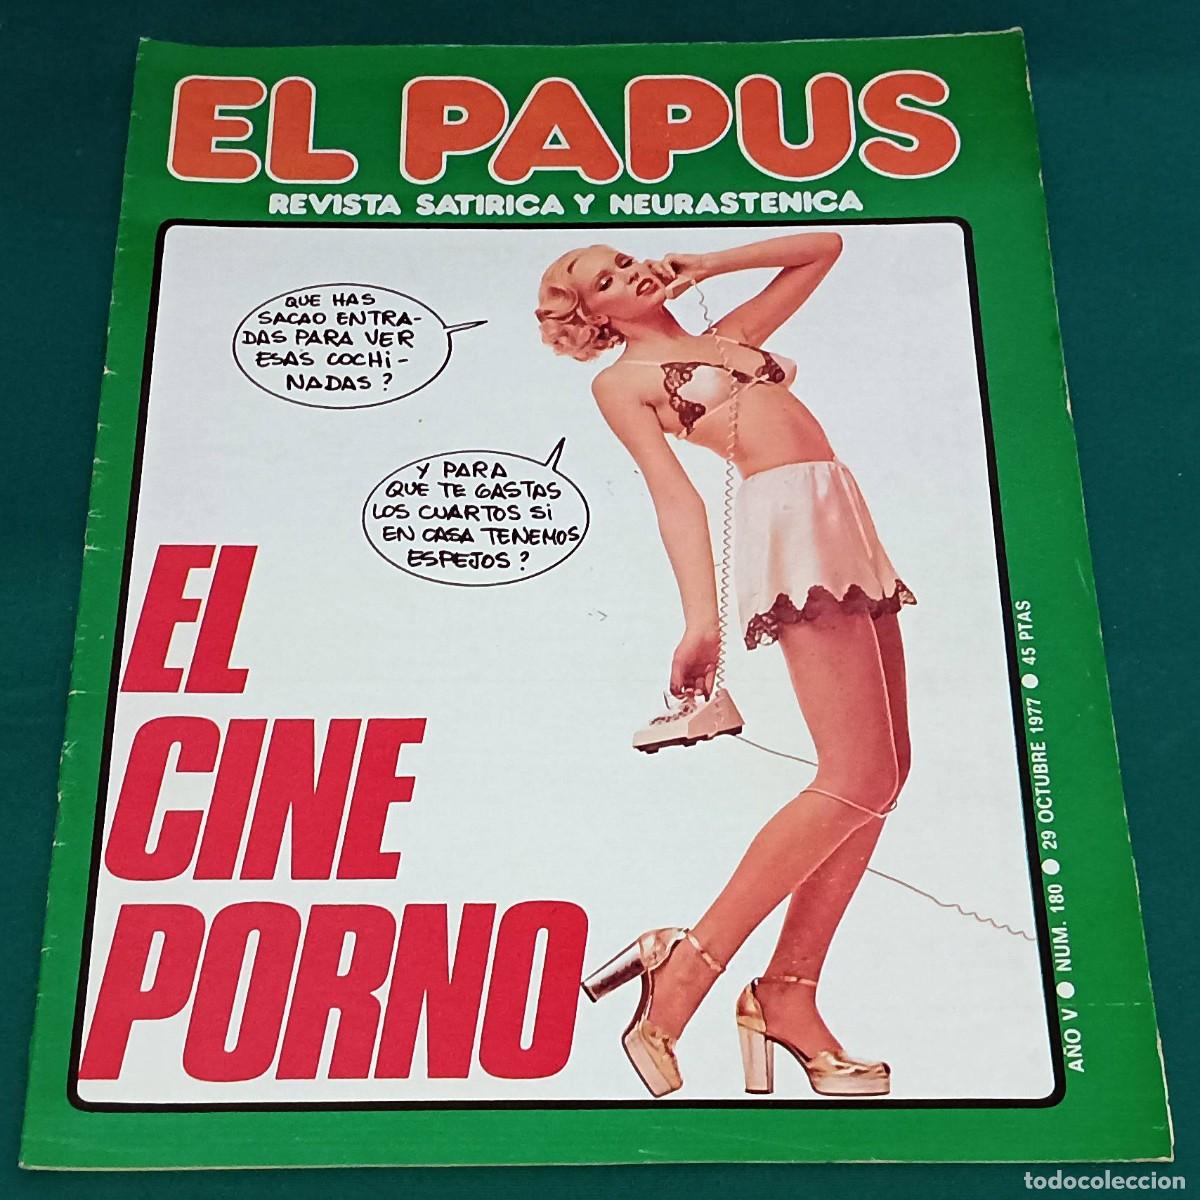 EL PAPUS
REVISTA SATIRICA Y NEURASTENICA
QUE HAS
SACAO ENTRA-
DAS PARA VER
ESAS COCHI-
NADAS?
Y PARA
QUE TE GASTAS
LOS CUARTOS SI
EN CASA TENEMOS
ESPEJOS?
EL
CINE
PORNO
AÑO V ● NUM. 180 ● 29 OCTUBRE 1977 ● 45 PTAS
todocoleccion